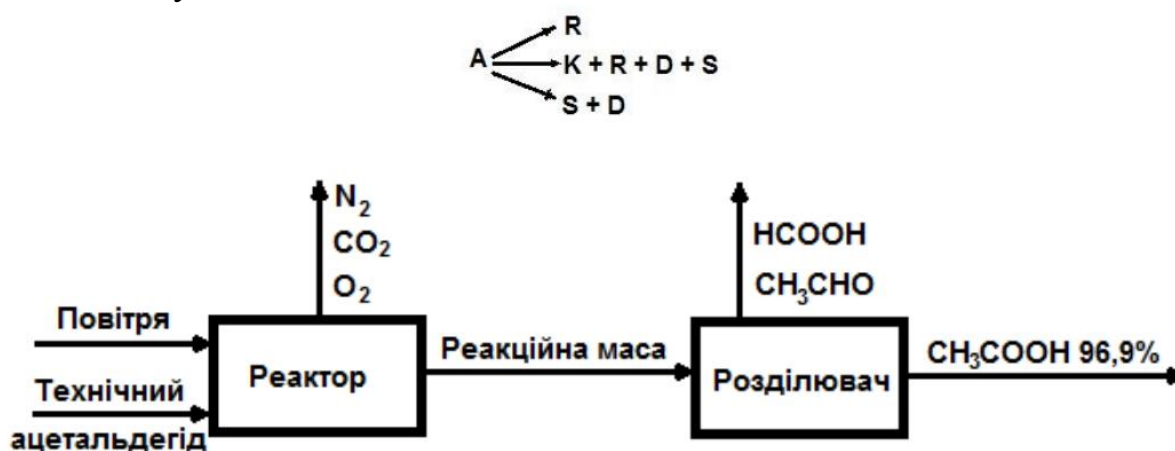 R
A
K + R + D + S
S + D
N₂
CO₂
O₂
HCOOH
CH₃CHO
Повітря
Реактор
Технічний
ацетальдегід
Реакційна маса
Розділювач
CH₃COOH 96,9%